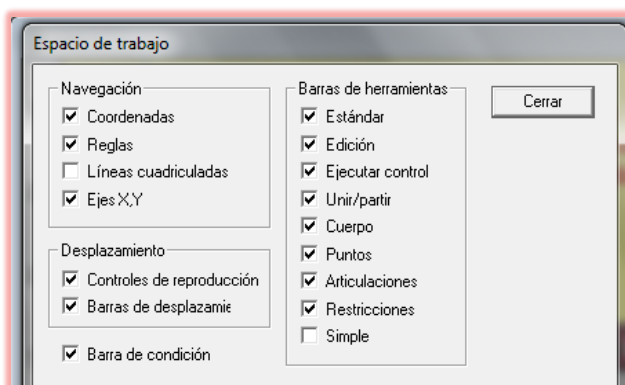 Espacio de trabajo
Navegación
Coordenadas
Reglas
Líneas cuadriculadas
Ejes X,Y
Desplazamiento
Controles de reproducción
Barras de desplazamie
Barra de condición
Barras de herramientas
Estándar
Edición
Ejecutar control
Unir/partir
Cuerpo
Puntos
Articulaciones
Restricciones
Simple
Cerrar